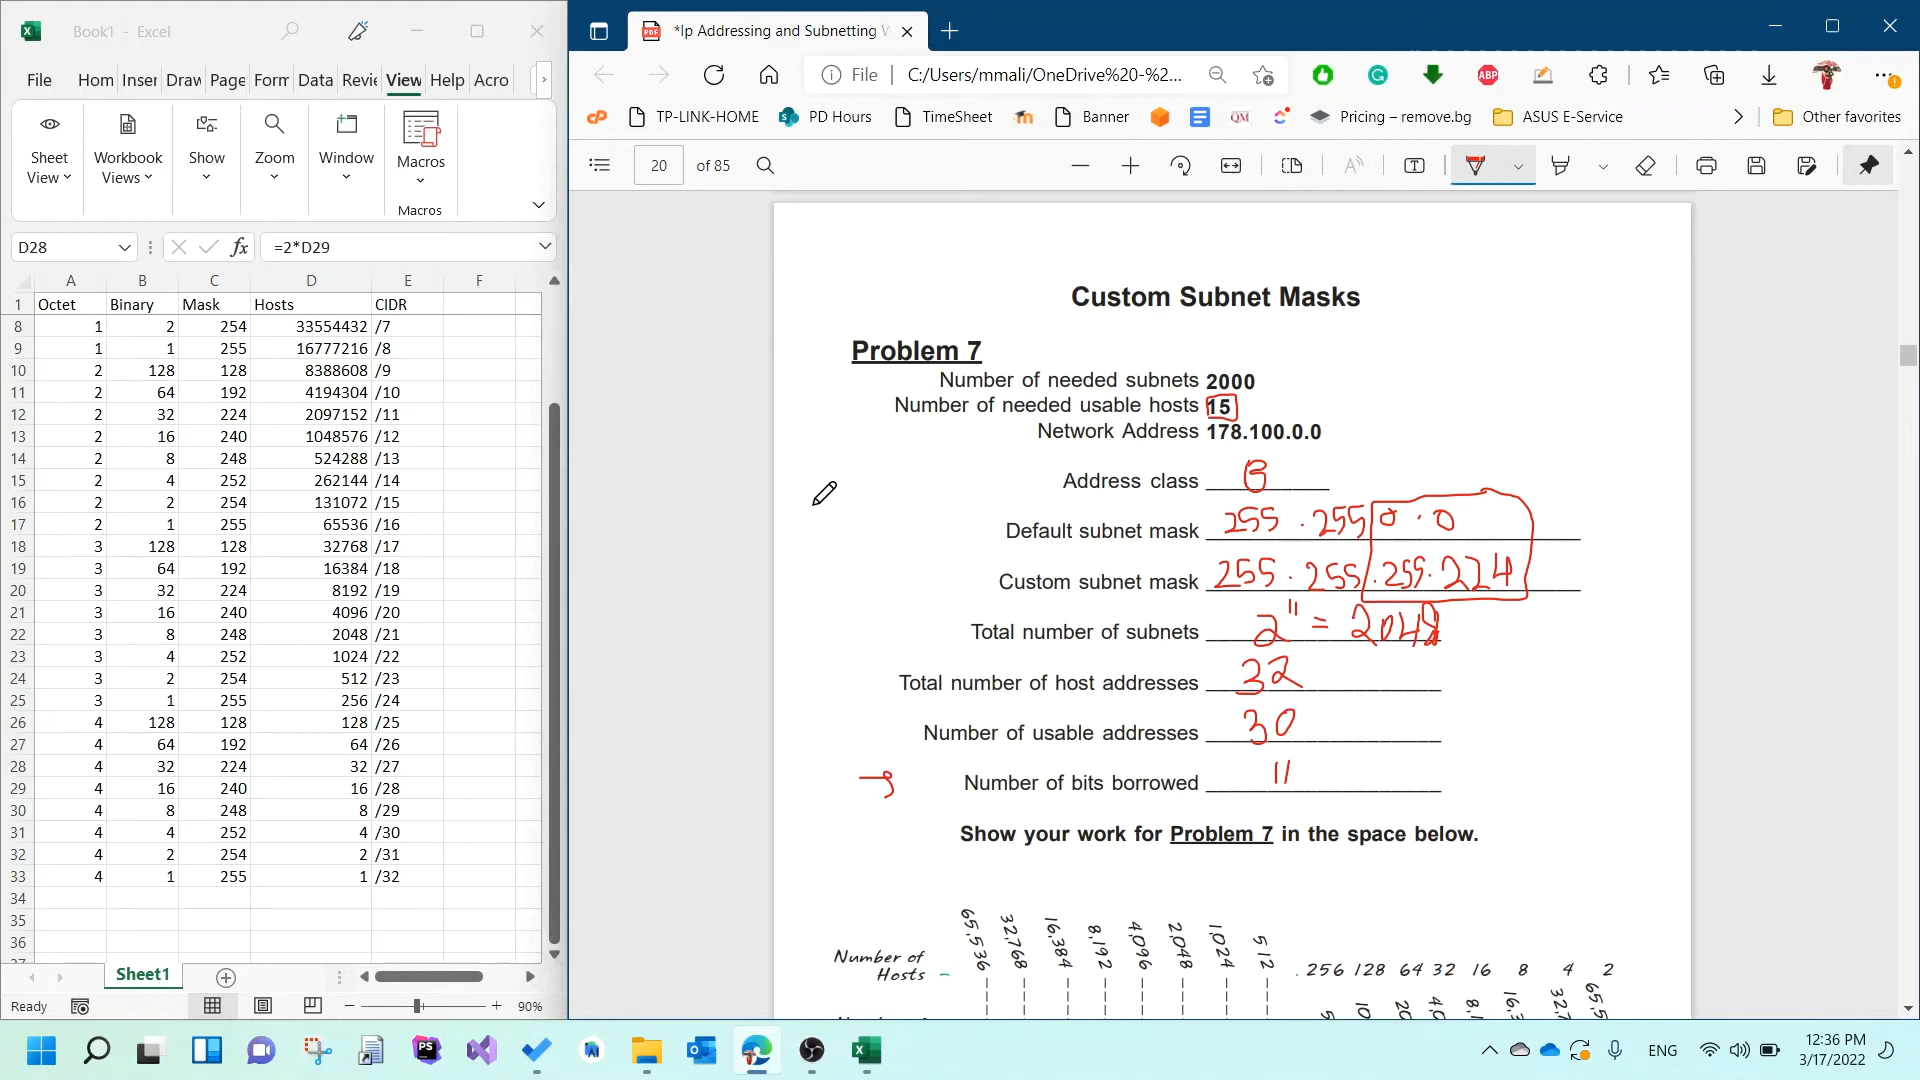 Book1 - Excel
File Hom Inser Draw Page Form Data Revie View Help Acro
Sheet View
Workbook Views
Show
Zoom
Window
Macros
Macros
D28 fx =2*D29
A B C D E F
1 Octet Binary Mask Hosts CIDR
8 1 2 254 33554432 /7
9 1 1 255 16777216 /8
10 2 128 128 8388608 /9
11 2 64 192 4194304 /10
12 2 32 224 2097152 /11
13 2 16 240 1048576 /12
14 2 8 248 524288 /13
15 2 4 252 262144 /14
16 2 2 254 131072 /15
17 2 1 255 65536 /16
18 3 128 128 32768 /17
19 3 64 192 16384 /18
20 3 32 224 8192 /19
21 3 16 240 4096 /20
22 3 8 248 2048 /21
23 3 4 252 1024 /22
24 3 2 254 512 /23
25 3 1 255 256 /24
26 4 128 128 128 /25
27 4 64 192 64 /26
28 4 32 224 32 /27
29 4 16 240 16 /28
30 4 8 248 8 /29
31 4 4 252 4 /30
32 4 2 254 2 /31
33 4 1 255 1 /32
34
35
36
Sheet1
Ready 90%
*Ip Addressing and Subnetting W
File C:/Users/mmali/OneDrive%20-%2...
TP-LINK-HOME PD Hours TimeSheet Banner QM Pricing – remove.bg ASUS E-Service Other favorites
20 of 85
Custom Subnet Masks
Problem 7
Number of needed subnets 2000
Number of needed usable hosts 15
Network Address 178.100.0.0
Address class B
Default subnet mask 255 . 255 0 . 0
Custom subnet mask 255 . 255 . 255 . 224
Total number of subnets 2^11 = 2048
Total number of host addresses 32
Number of usable addresses 30
Number of bits borrowed 11
Show your work for Problem 7 in the space below.
Number of Hosts - 65,536 32,768 16,384 8,192 4,096 2,048 1,024 512 . 256 128 64 32 16 8 4 2
ENG
12:36 PM
3/17/2022